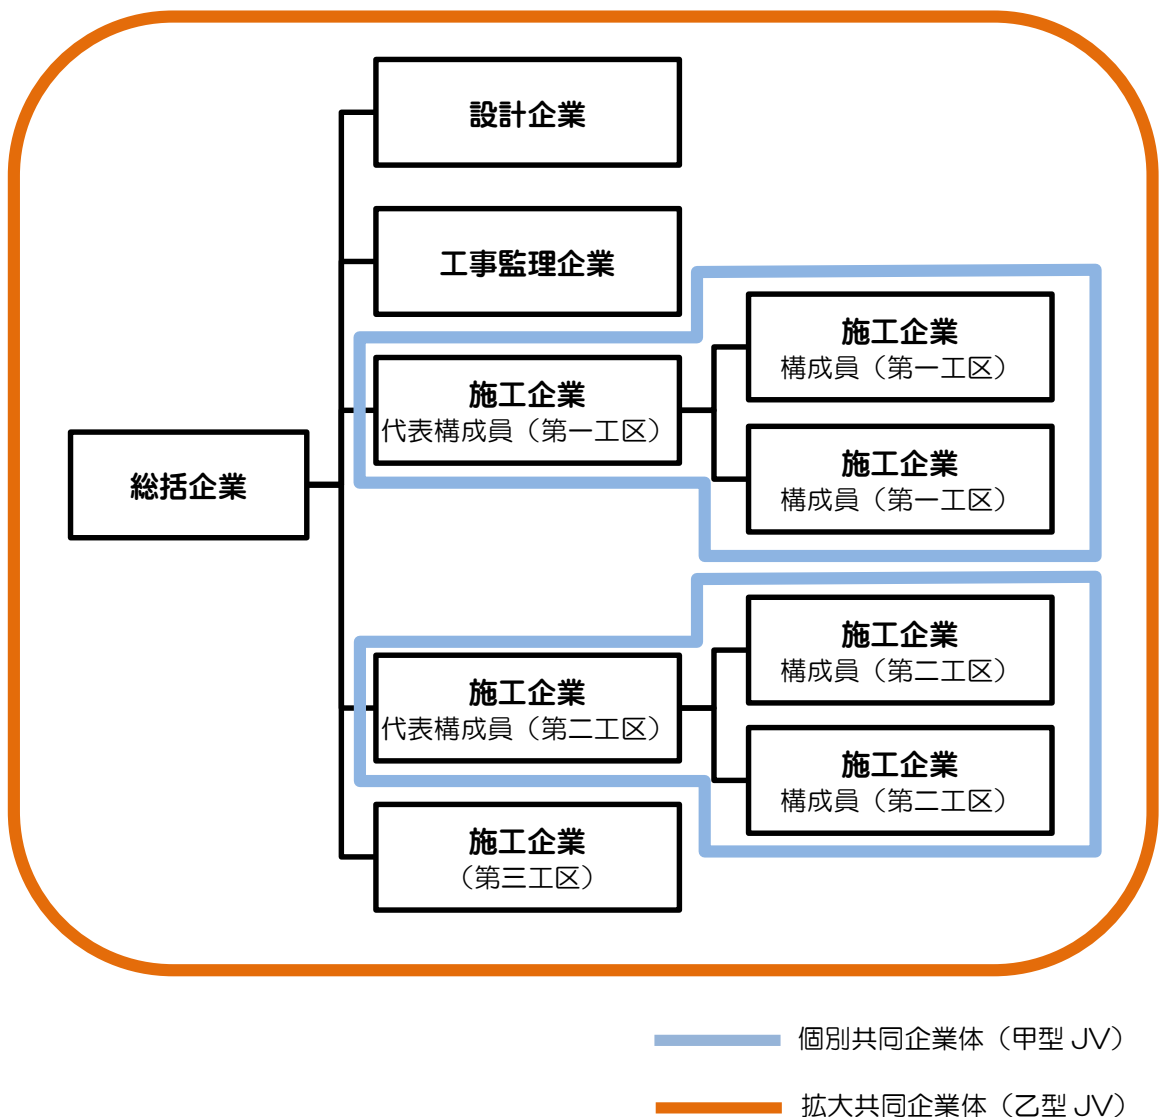 設計企業
工事監理企業
施工企業
代表構成員（第一工区）
施工企業
構成員（第一工区）
施工企業
構成員（第一工区）
総括企業
施工企業
代表構成員（第二工区）
施工企業
構成員（第二工区）
施工企業
構成員（第二工区）
施工企業
（第三工区）
個別共同企業体（甲型 JV）
拡大共同企業体（乙型 JV）